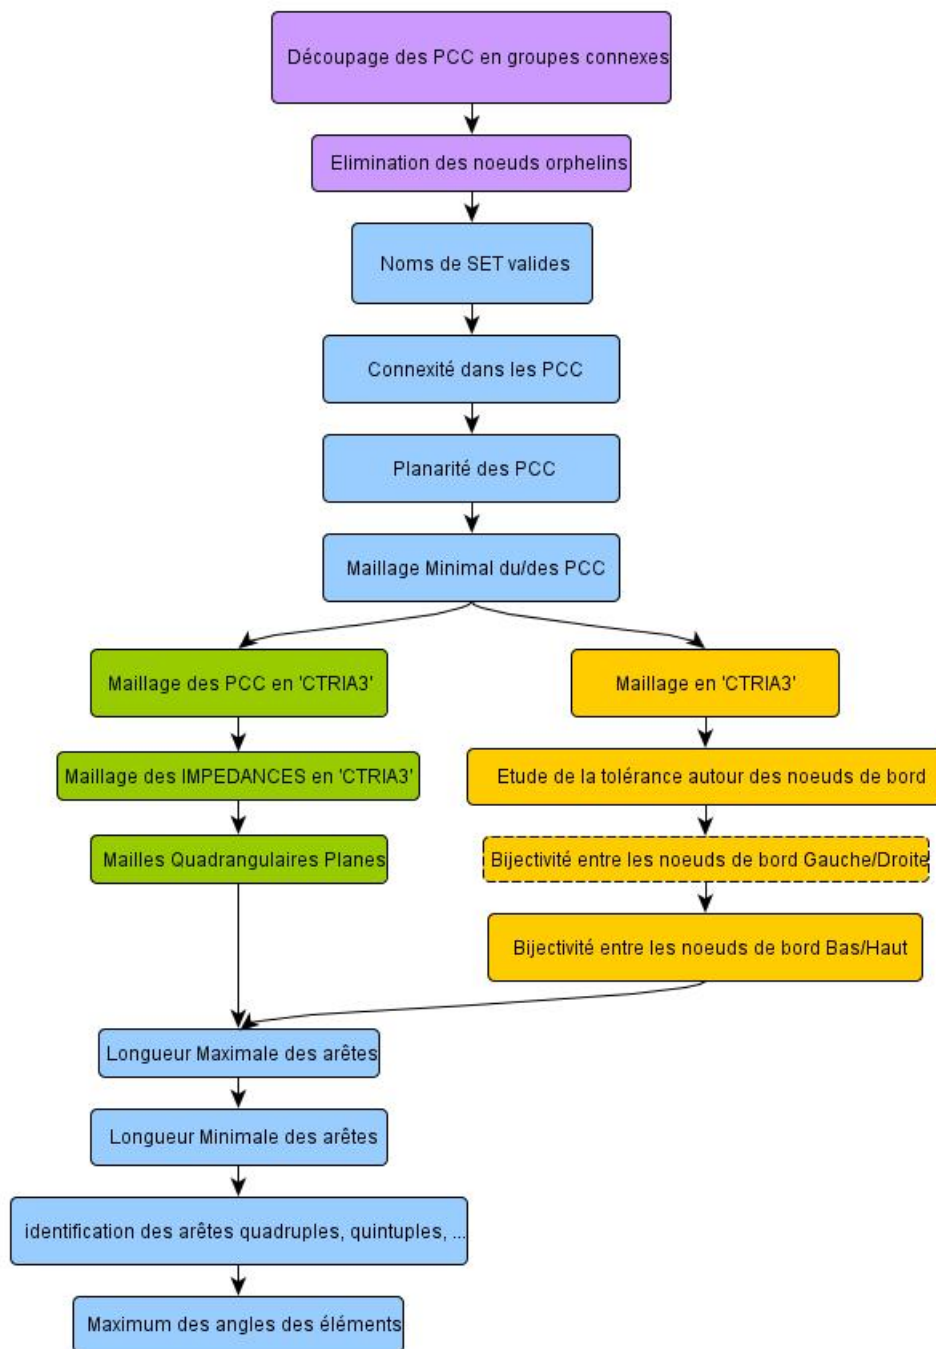 Découpage des PCC en groupes connexes
Elimination des noeuds orphelins
Noms de SET valides
Connexité dans les PCC
Planarité des PCC
Maillage Minimal du/des PCC
Maillage des PCC en 'CTRIA3'
Maillage des IMPEDANCES en 'CTRIA3'
Mailles Quadrangulaires Planes
Maillage en 'CTRIA3'
Etude de la tolérance autour des noeuds de bord
Bijectivité entre les noeuds de bord Gauche/Droite
Bijectivité entre les noeuds de bord Bas/Haut
Longueur Maximale des arêtes
Longueur Minimale des arêtes
identification des arêtes quadruples, quintuples, ...
Maximum des angles des éléments